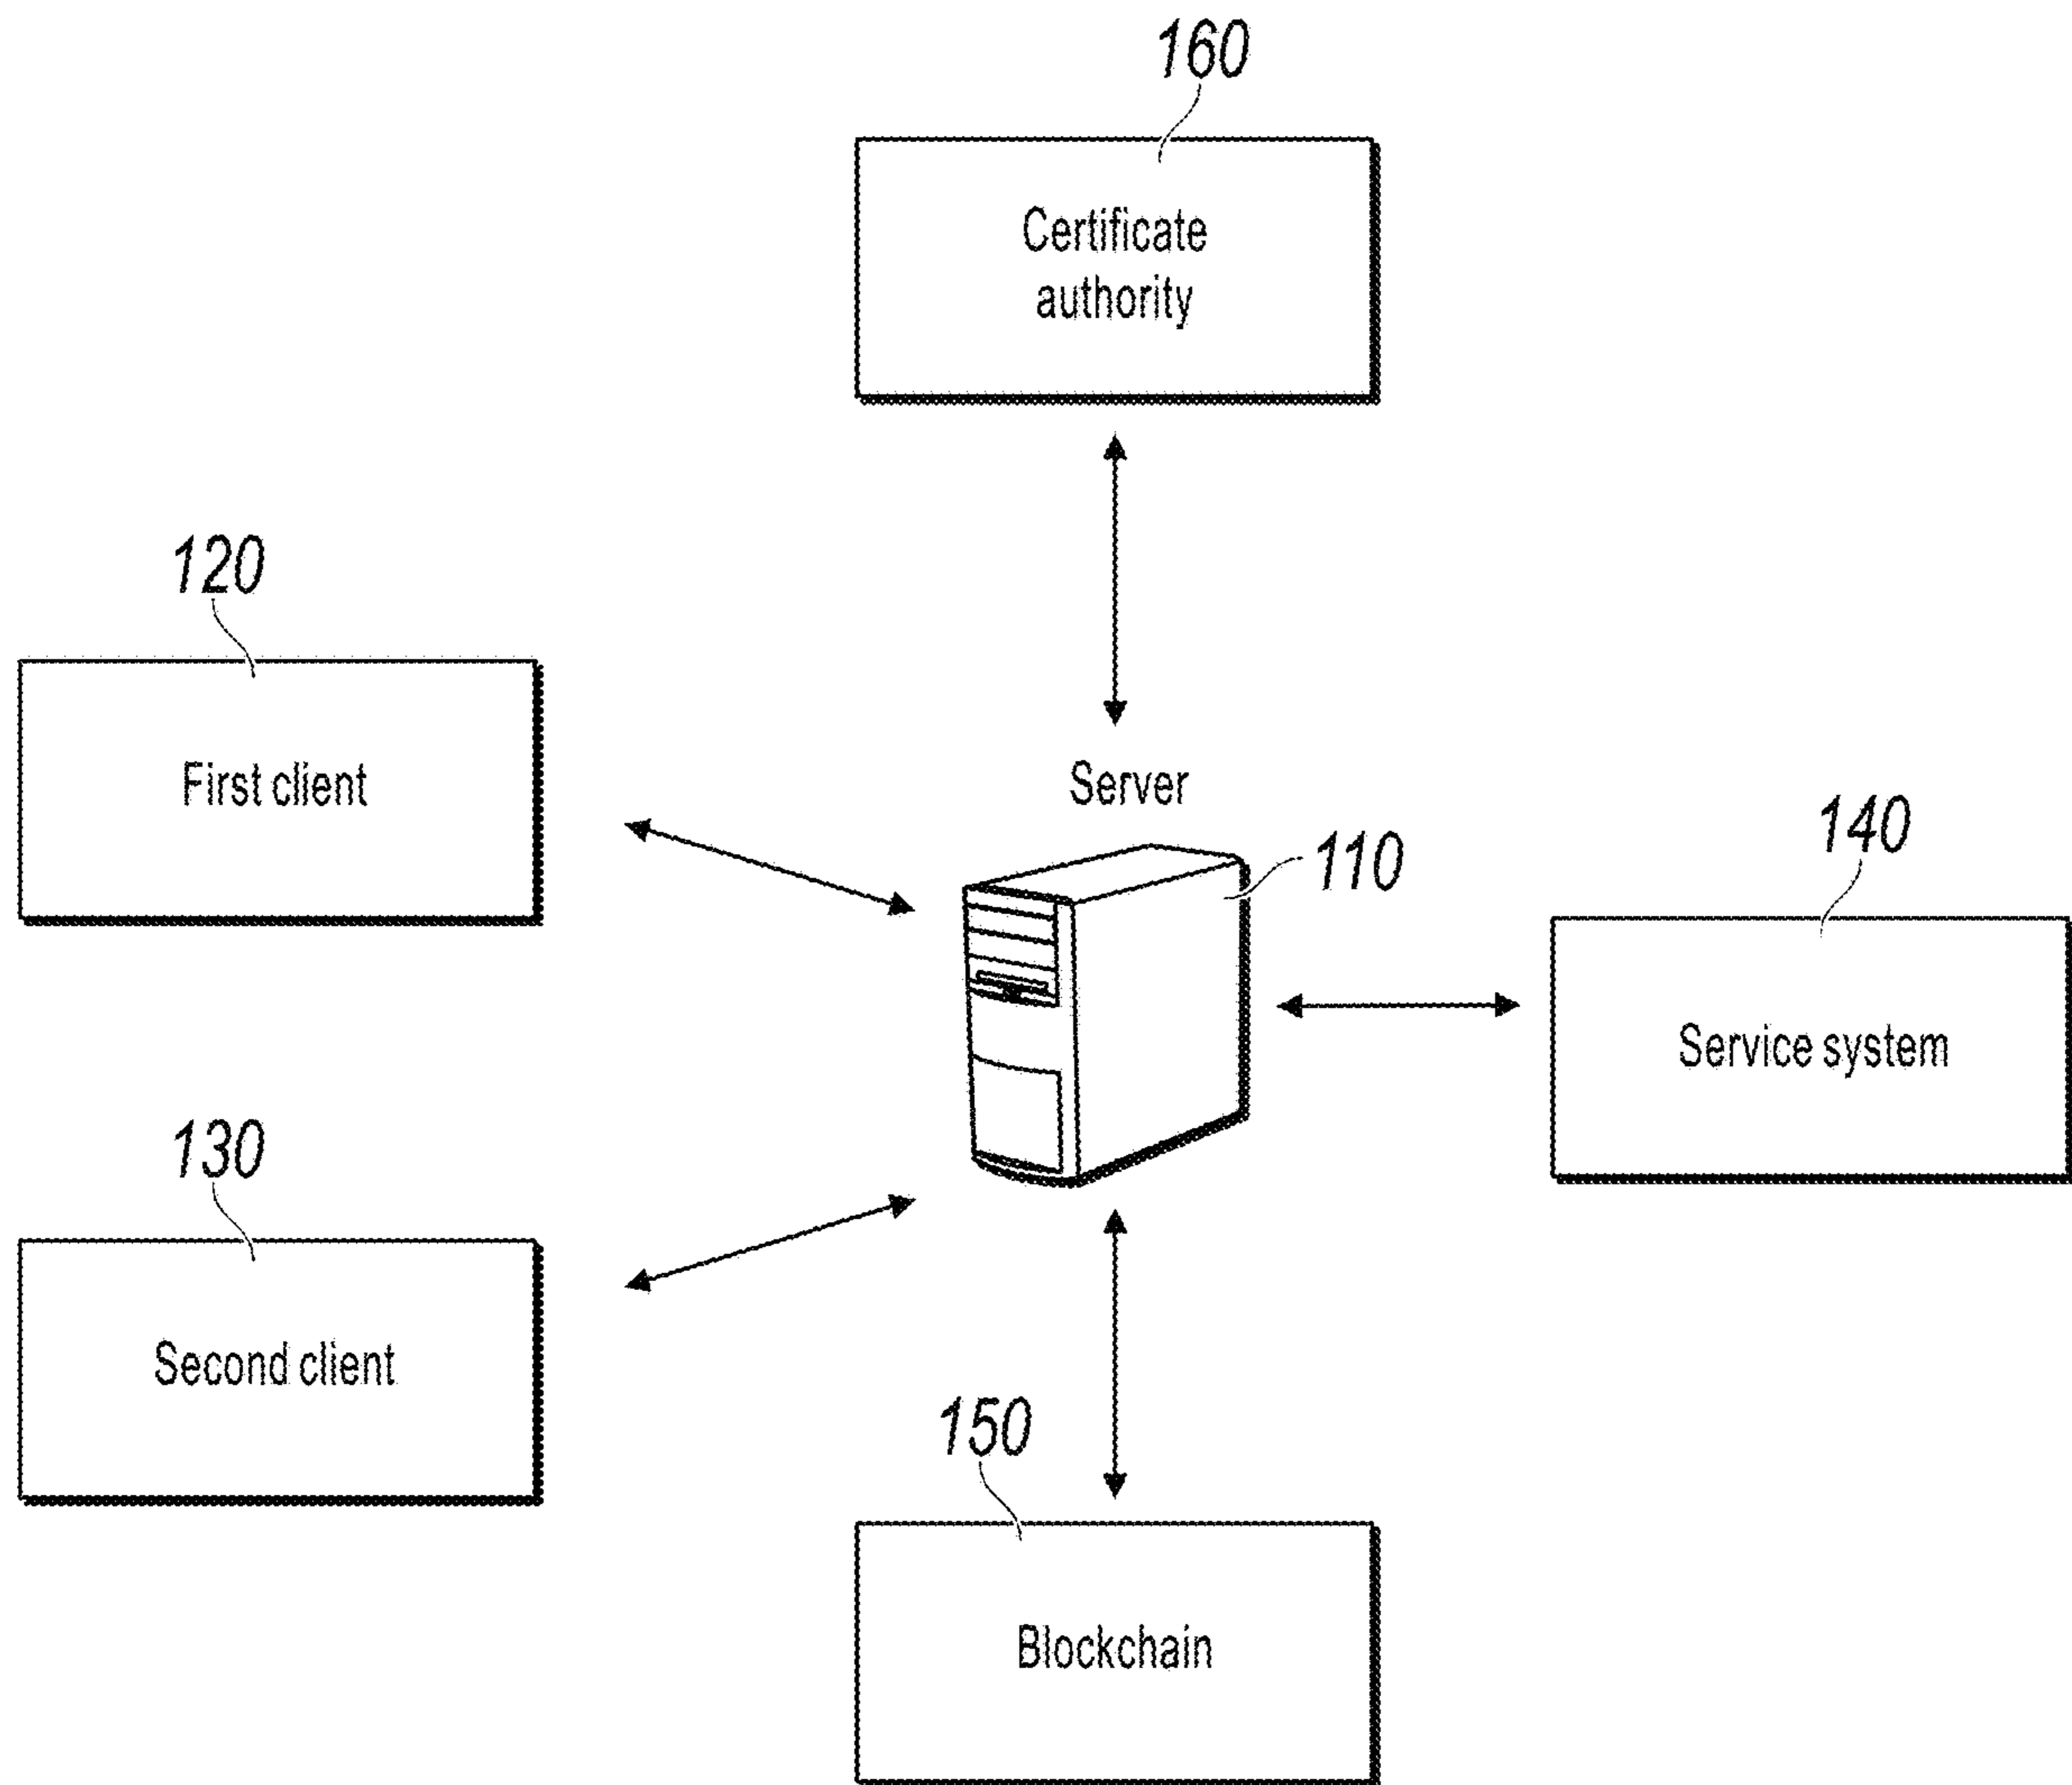 160
Certificate
authority
120
First client
Server
110
140
Service system
130
Second client
150
Blockchain